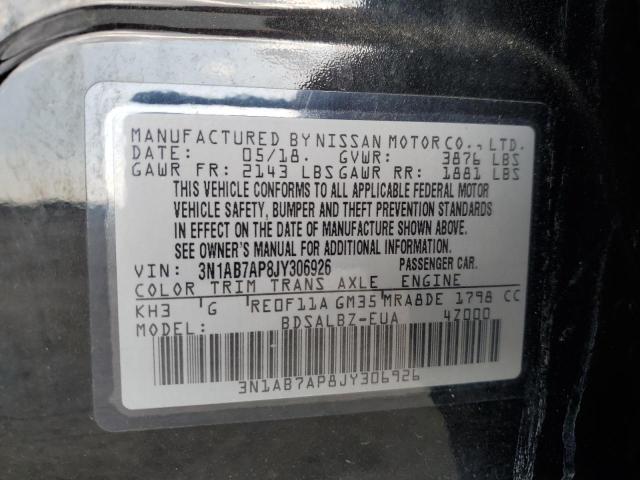 MANUFACTURED BY NISSAN MOTOR CO., LTD.
DATE: 05/18. GVWR: 3876 LBS
GAWR FR: 2143 LBS GAWR RR: 1881 LBS
THIS VEHICLE CONFORMS TO ALL APPLICABLE FEDERAL MOTOR
VEHICLE SAFETY, BUMPER AND THEFT PREVENTION STANDARDS
IN EFFECT ON THE DATE OF MANUFACTURE SHOWN ABOVE.
SEE OWNER'S MANUAL FOR ADDITIONAL INFORMATION.
VIN: 3N1AB7AP8JY306926 PASSENGER CAR.
COLOR TRIM TRANS AXLE ENGINE
KH3 G RE0F11A GM35 MRA8DE 1798 CC
MODEL: BDSALBZ-EUA 4Z000
3N1AB7AP8JY306926